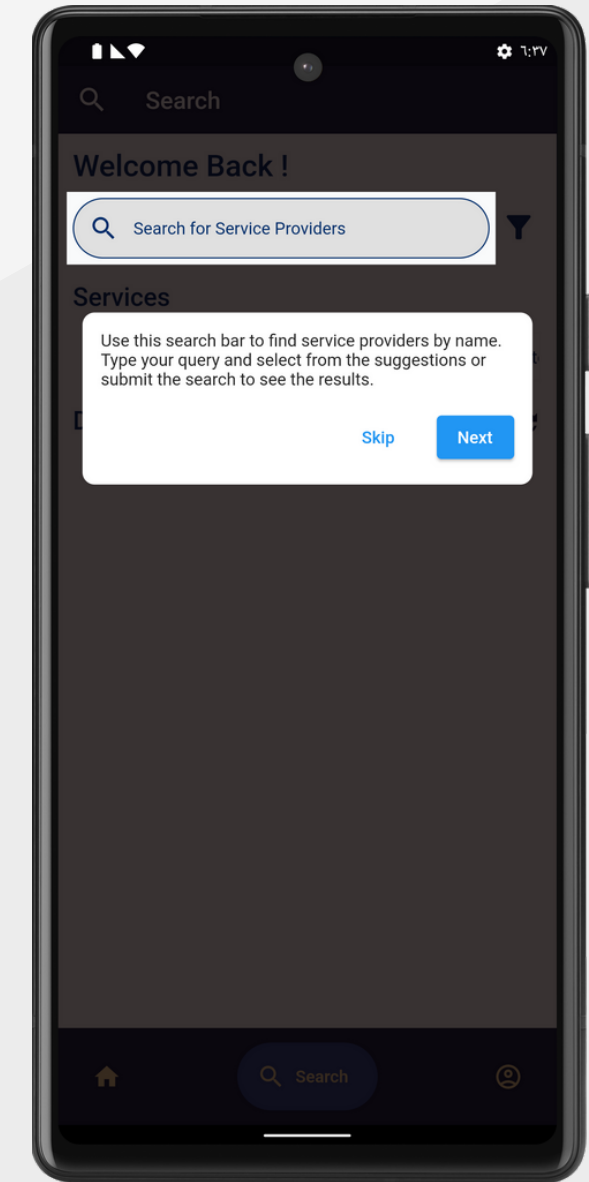 ٦:٣٧
Search
Welcome Back !
Search for Service Providers
Services
Use this search bar to find service providers by name.
Type your query and select from the suggestions or
submit the search to see the results.
Skip
Next
Search